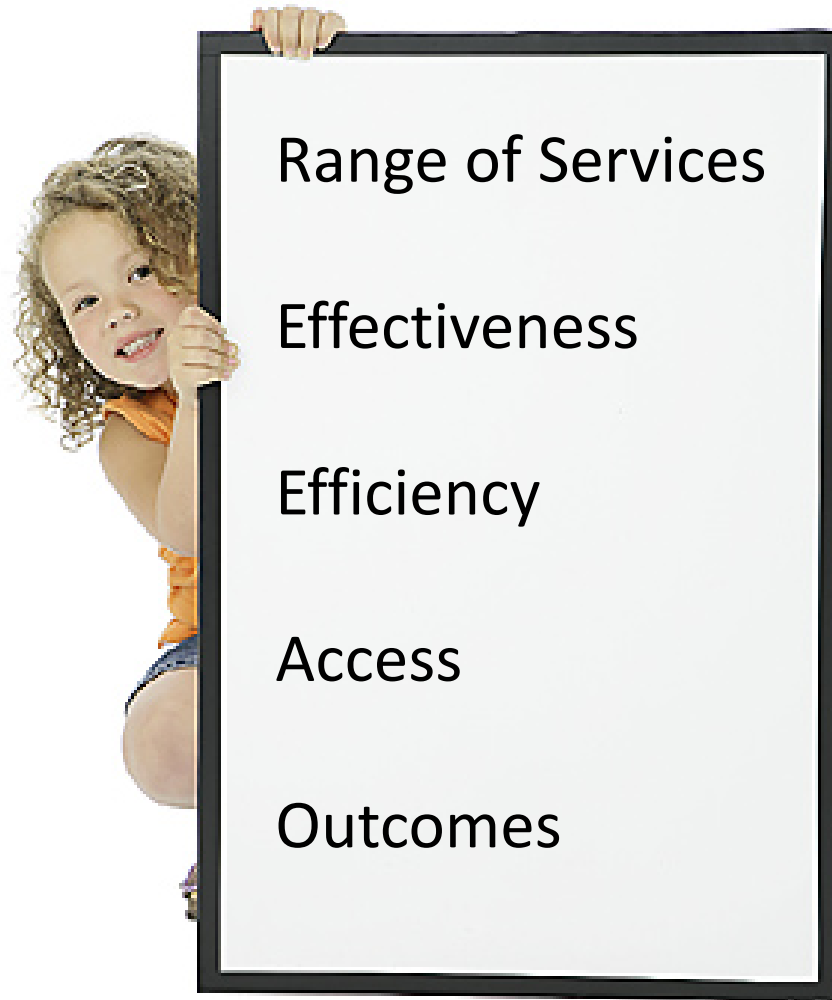 Range of Services
Effectiveness
Efficiency
Access
Outcomes